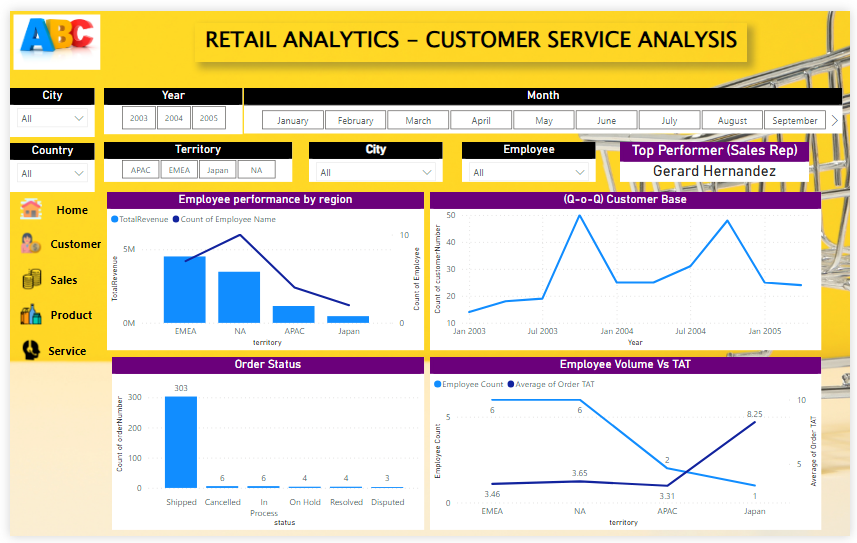 ABC
RETAIL ANALYTICS – CUSTOMER SERVICE ANALYSIS
City
All
Year
2003 2004 2005
Month
January February March April May June July August September
Country
All
Territory
APAC EMEA Japan NA
City
All
Employee
All
Top Performer (Sales Rep)
Gerard Hernandez
Home
Customer
Sales
Product
Service
Employee performance by region
TotalRevenue Count of Employee Name
TotalRevenue
5M
0M
10
0
Count of Employee
EMEA NA APAC Japan
territory
(Q-o-Q) Customer Base
Count of customerNumber
50
40
30
20
10
Jan 2003 Jul 2003 Jan 2004 Jul 2004 Jan 2005
Year
Order Status
Count of orderNumber
300
200
100
0
303 6 6 4 4 3
Shipped Cancelled In Process On Hold Resolved Disputed
status
Employee Volume Vs TAT
Employee Count Average of Order TAT
Employee Count
5
0
10
5
Average of Order TAT
6 6 2 1
3.46 3.65 3.31 8.25
EMEA NA APAC Japan
territory